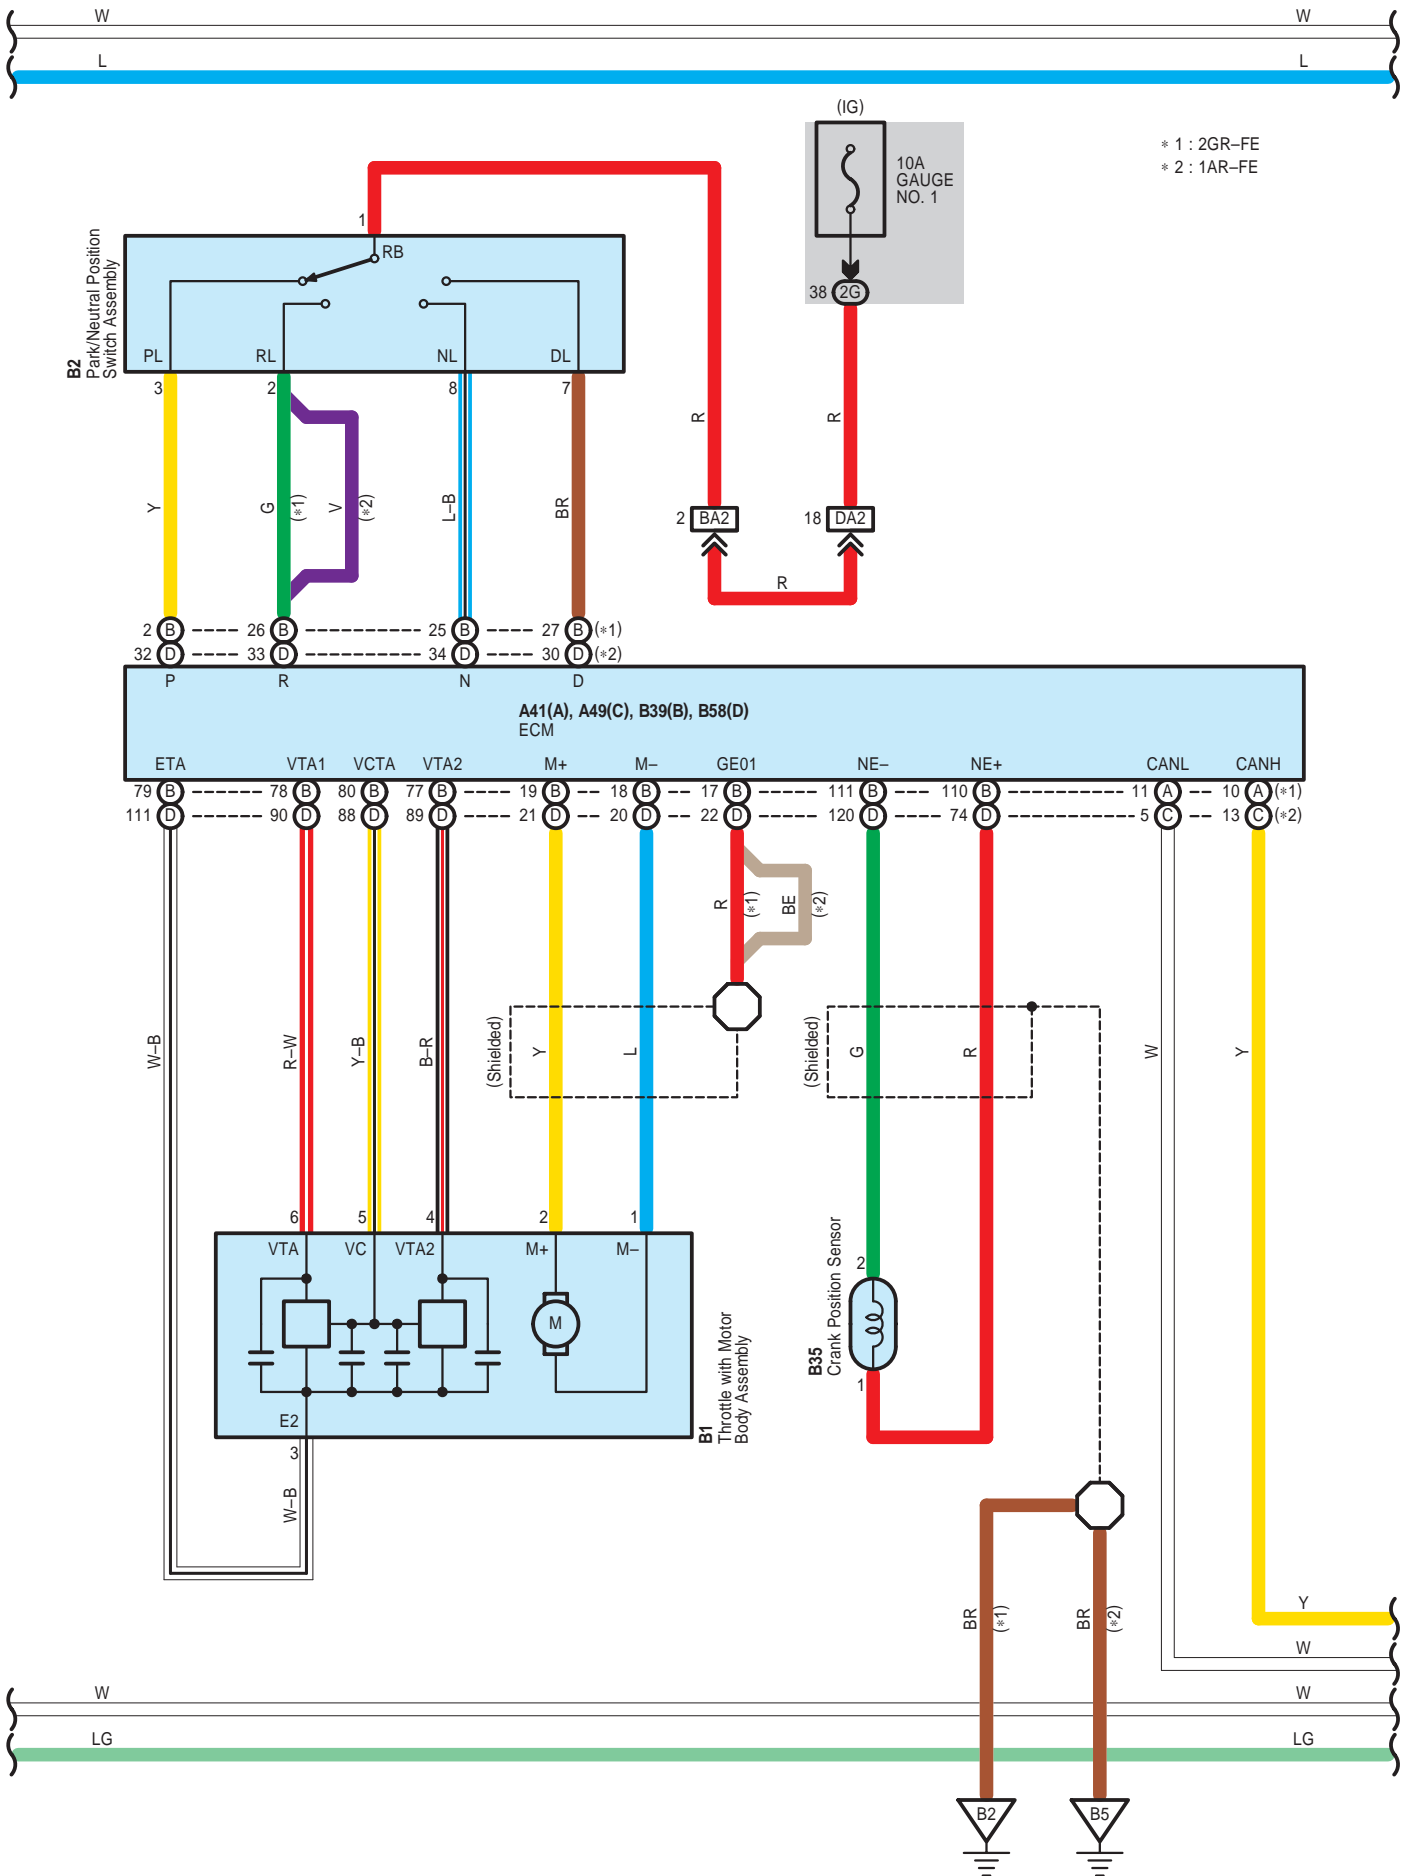 W W
L L
(IG)
10A
GAUGE
NO. 1
* 1 : 2GR–FE
* 2 : 1AR–FE
38 2G
1
RB
B2
Park/Neutral Position
Switch Assembly
PL RL NL DL
3 2 8 7
Y G (*1) V (*2) L–B BR R R
2 BA2 18 DA2
R
2 B 26 B 25 B 27 B (*1)
32 D 33 D 34 D 30 D (*2)
P R N D
A41(A), A49(C), B39(B), B58(D)
ECM
ETA VTA1 VCTA VTA2 M+ M– GE01 NE– NE+ CANL CANH
79 B 78 B 80 B 77 B 19 B 18 B 17 B 111 B 110 B 11 A 10 A (*1)
111 D 90 D 88 D 89 D 21 D 20 D 22 D 120 D 74 D 5 C 13 C (*2)
R (*1) BE (*2)
W–B R–W Y–B B–R (Shielded) Y L (Shielded) G R W Y
6 5 4 2 1
VTA VC VTA2 M+ M–
M
E2
3
W–B
B1
Throttle with Motor
Body Assembly
2
B35
Crank Position Sensor
1
BR (*1) BR (*2)
Y
W
W W
LG LG
B2 B5